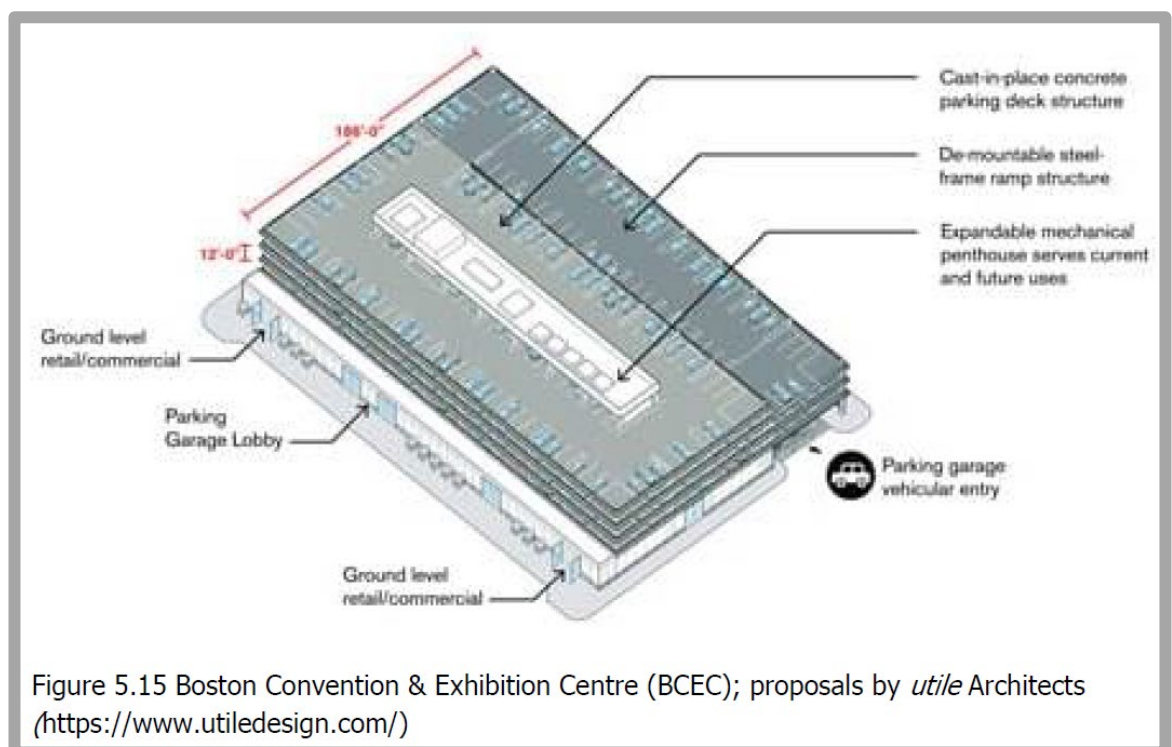 Cast-in-place concrete
parking deck structure
De-mountable steel-
frame ramp structure
Expandable mechanical
penthouse serves current
and future uses
12'-0"
Ground level
retail/commercial
Parking
Garage Lobby
Parking garage
vehicular entry
Ground level
retail/commercial
Figure 5.15 Boston Convention & Exhibition Centre (BCEC); proposals by utile Architects
(https://www.utiledesign.com/)